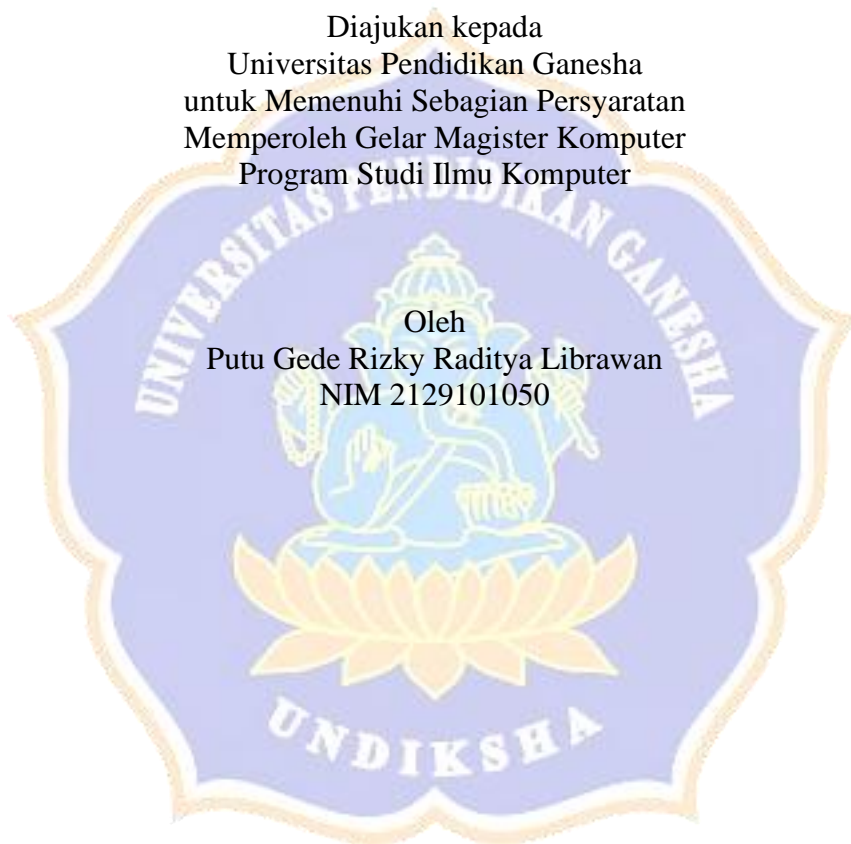 Diajukan kepada
Universitas Pendidikan Ganesha
untuk Memenuhi Sebagian Persyaratan
Memperoleh Gelar Magister Komputer
Program Studi Ilmu Komputer
UNIVERSITAS PENDIDIKAN GANESHA
Oleh
Putu Gede Rizky Raditya Librawan
NIM 2129101050
UNDIKSHA